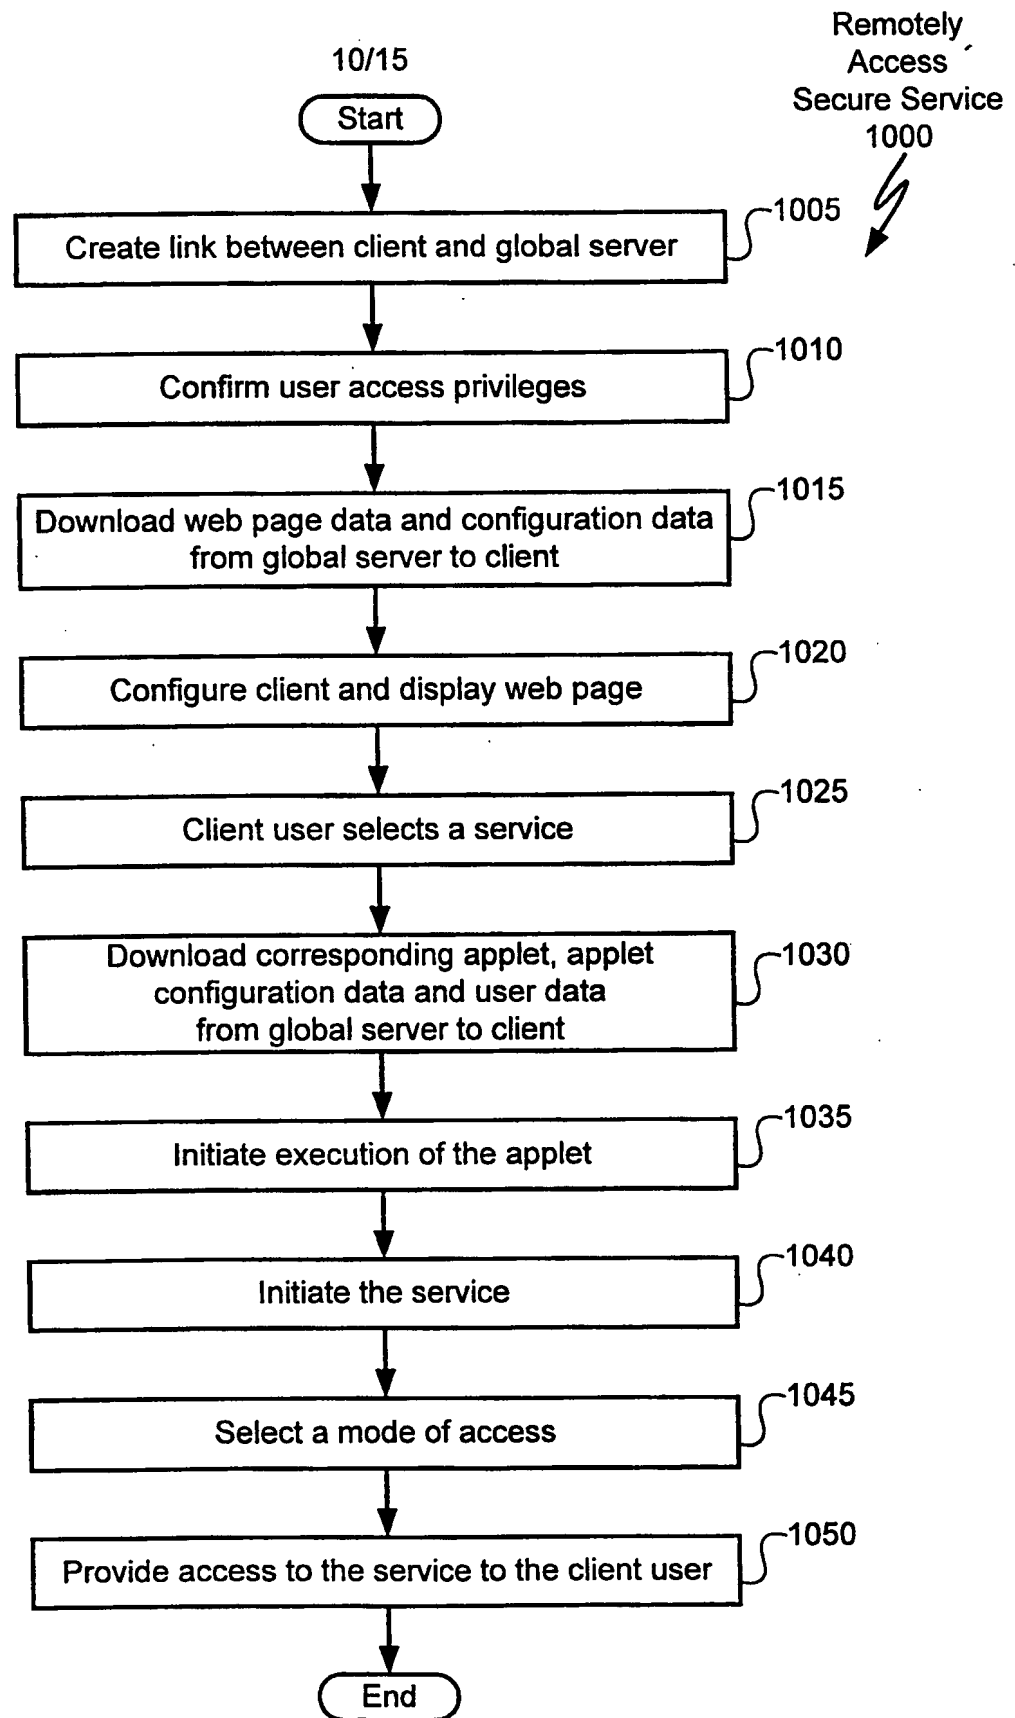 10/15
Remotely
Access
Secure Service
1000
Start
Create link between client and global server
1005
Confirm user access privileges
1010
Download web page data and configuration data
from global server to client
1015
Configure client and display web page
1020
Client user selects a service
1025
Download corresponding applet, applet
configuration data and user data
from global server to client
1030
Initiate execution of the applet
1035
Initiate the service
1040
Select a mode of access
1045
Provide access to the service to the client user
1050
End